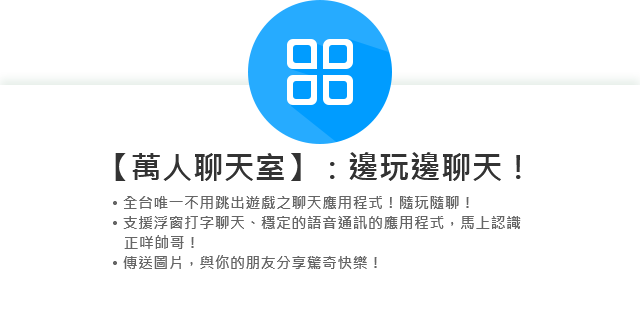 【萬人聊天室】：邊玩邊聊天！
• 全台唯一不用跳出遊戲之聊天應用程式！隨玩隨聊！
• 支援浮窗打字聊天、穩定的語音通訊的應用程式，馬上認識
正咩帥哥！
• 傳送圖片，與你的朋友分享驚奇快樂！